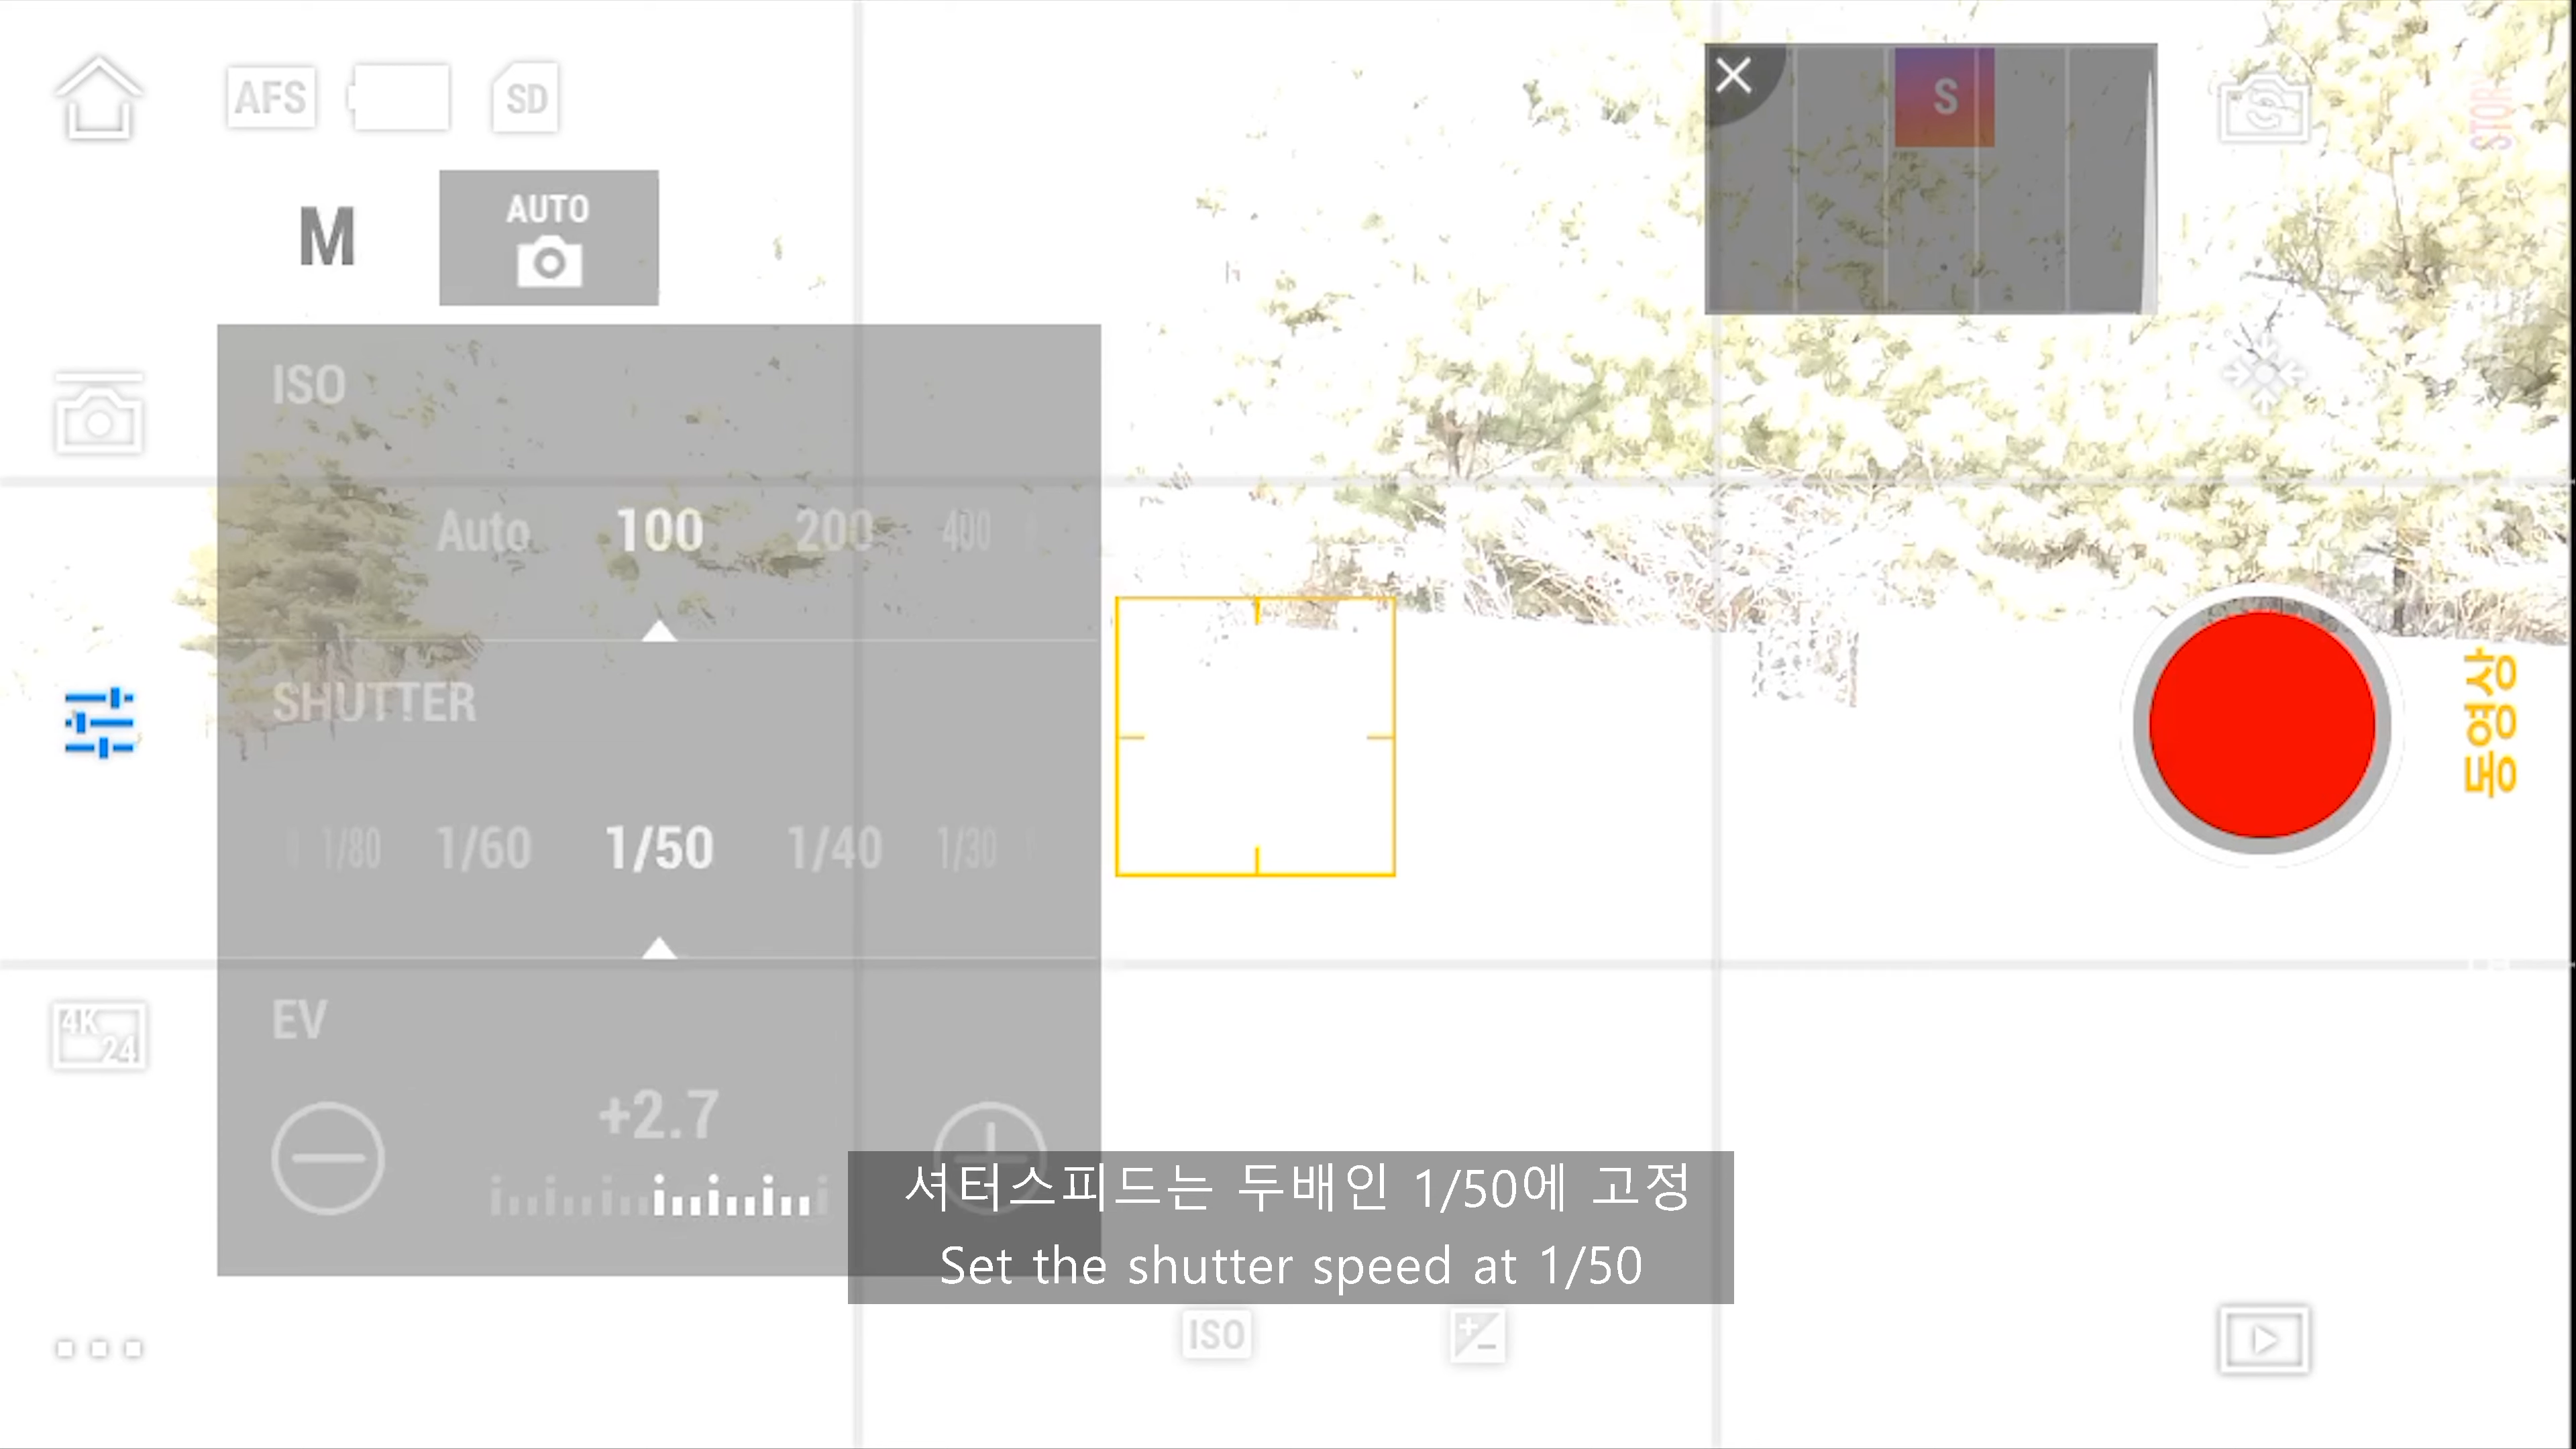 AFS
SD
S
STOR
M
AUTO
ISO
Auto 100 200 400
SHUTTER
1/80 1/60 1/50 1/40 1/30
동영상
EV
4K
24
+2.7
셔터스피드는 두배인 1/50에 고정
Set the shutter speed at 1/50
ISO